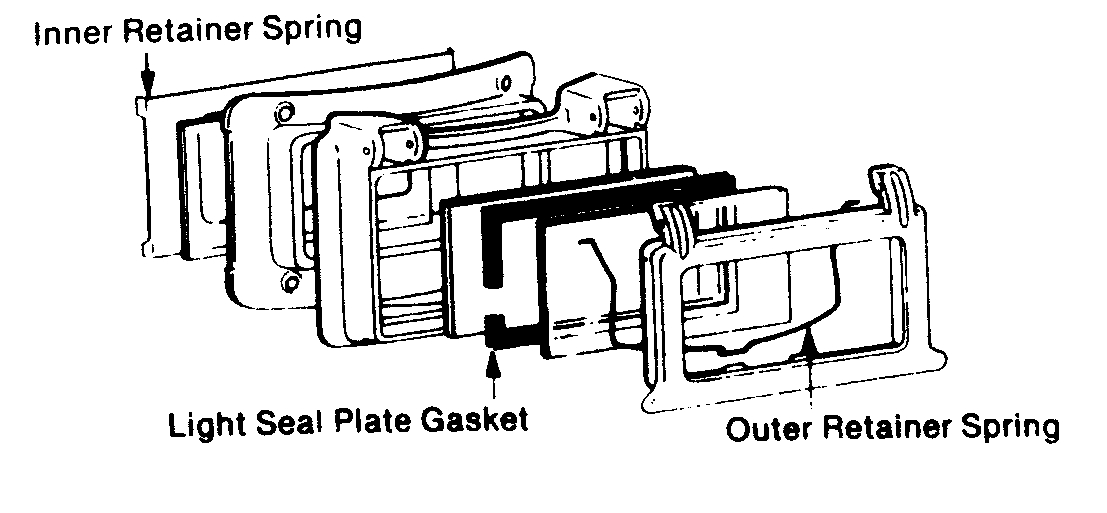 Inner Retainer Spring
Light Seal Plate Gasket
Outer Retainer Spring